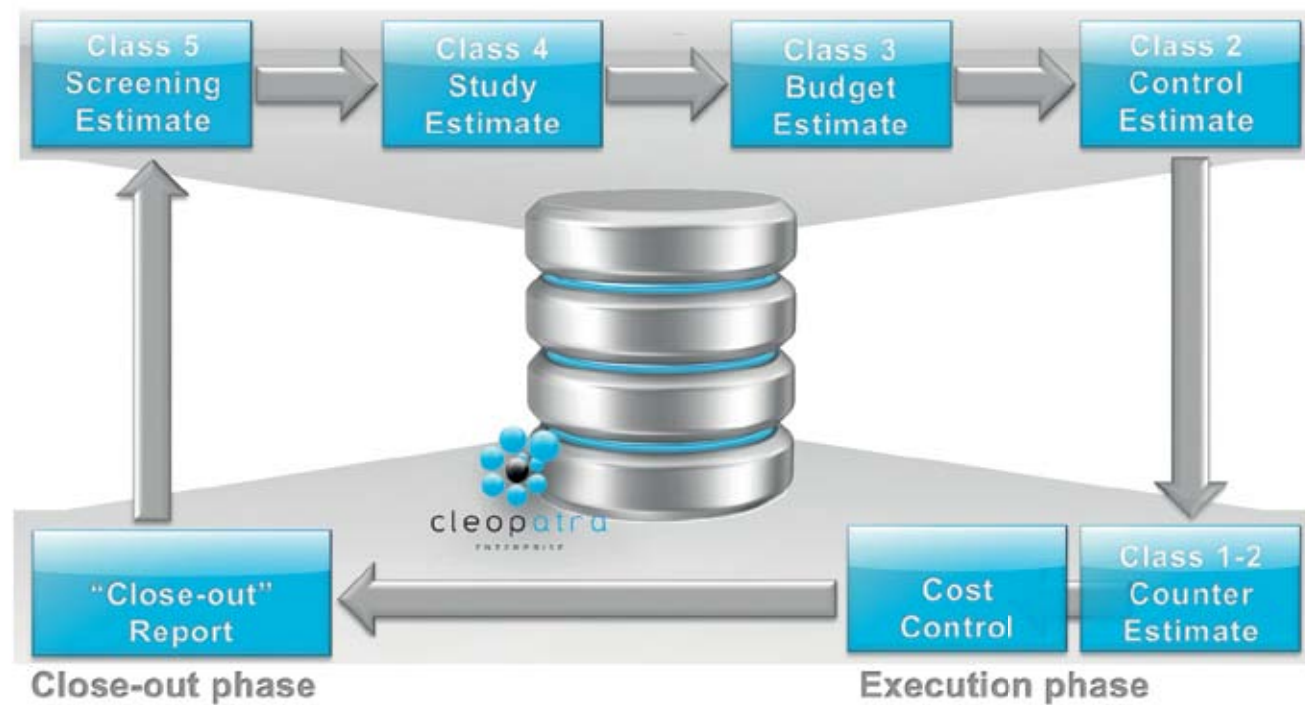 Class 5
Screening
Estimate
Class 4
Study
Estimate
Class 3
Budget
Estimate
Class 2
Control
Estimate
cleopatra
ENTERPRISE
“Close-out”
Report
Cost
Control
Class 1-2
Counter
Estimate
Close-out phase
Execution phase